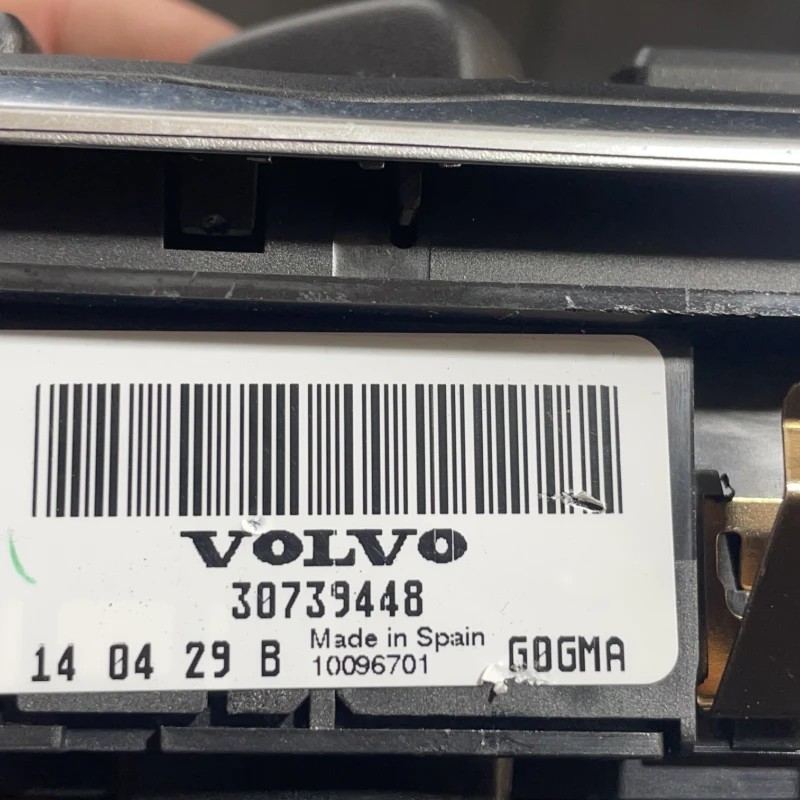 VOLVO
30739448
14 04 29 B Made in Spain G0GMA
10096701